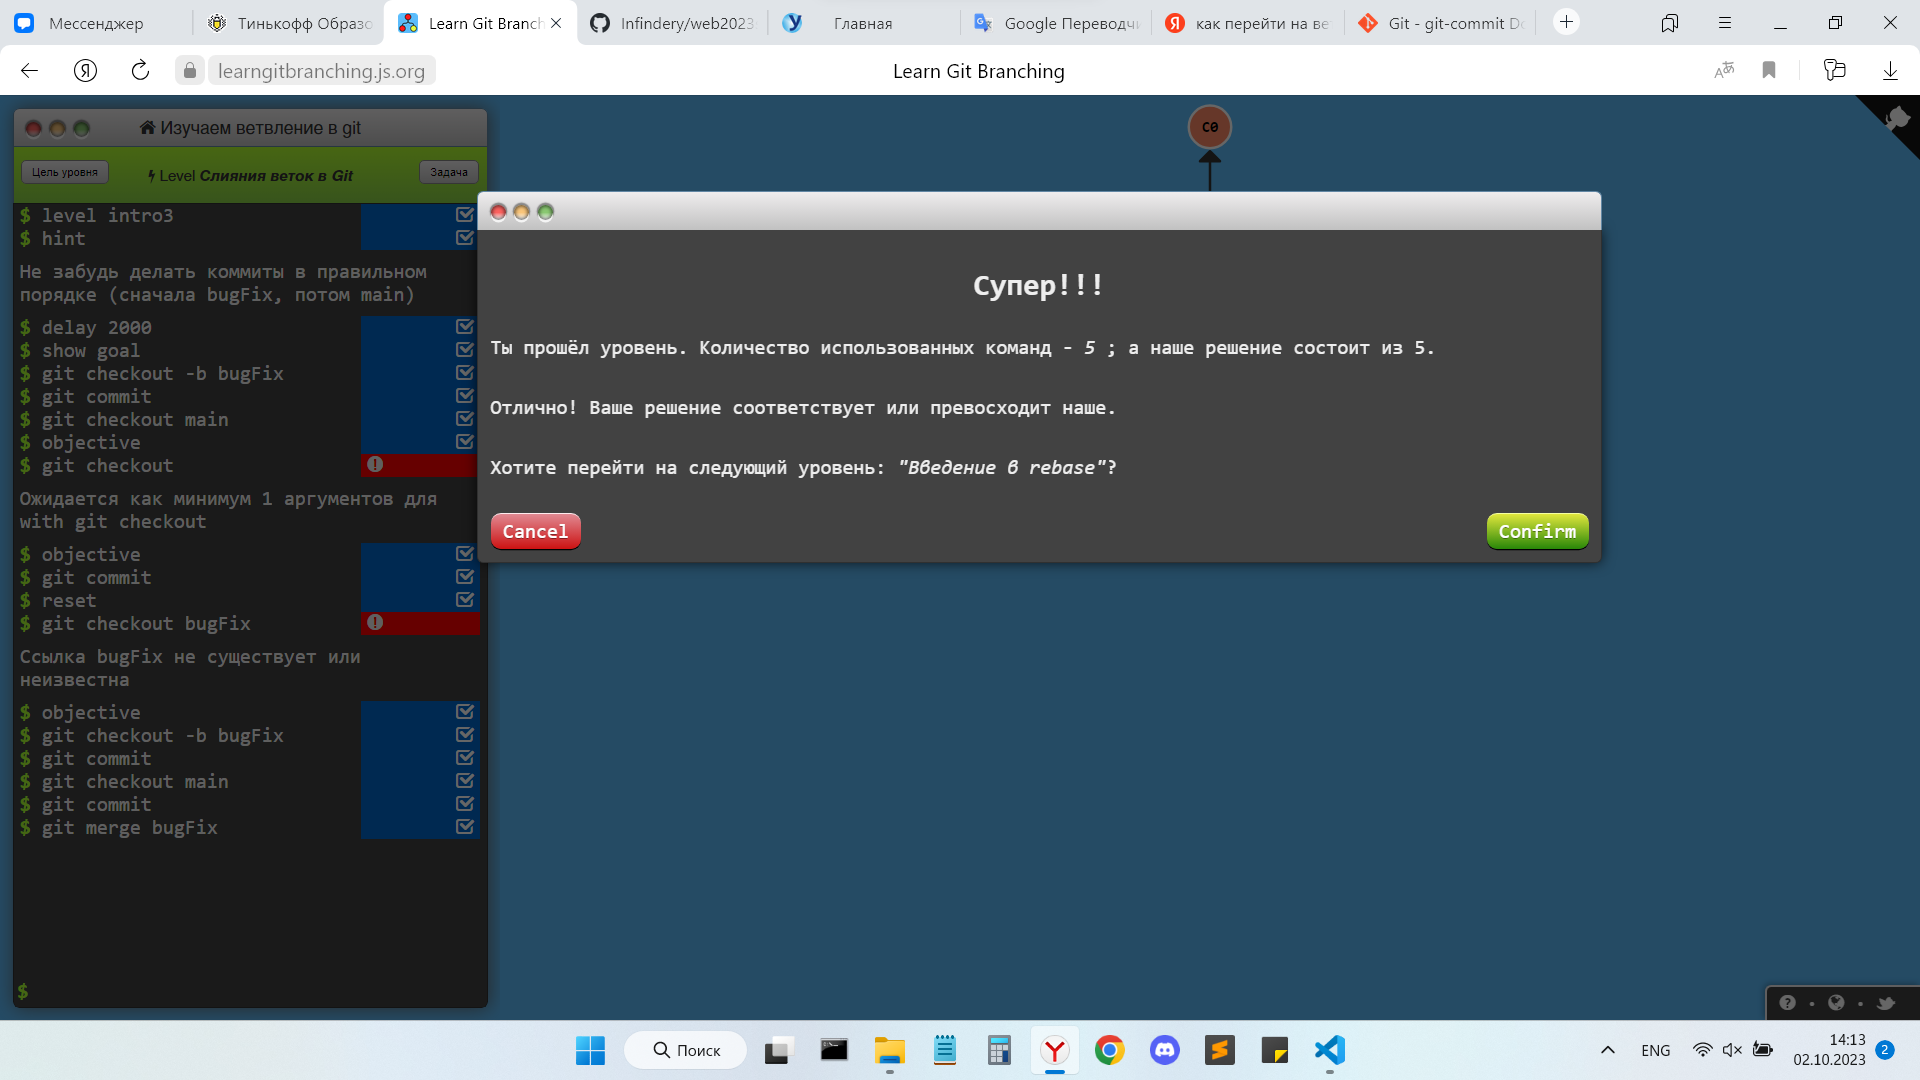 Мессенджер
Тинькофф Образо
Learn Git Branch
Infindery/web2023
Главная
Google Переводчи
как перейти на ве
Git - git-commit Do
learngitbranching.js.org
Learn Git Branching
Изучаем ветвление в git
Цель уровня
Level Слияния веток в Git
Задача
$ level intro3
$ hint
Не забудь делать коммиты в правильном
порядке (сначала bugFix, потом main)
$ delay 2000
$ show goal
$ git checkout -b bugFix
$ git commit
$ git checkout main
$ objective
$ git checkout
Ожидается как минимум 1 аргументов для
with git checkout
$ objective
$ git commit
$ reset
$ git checkout bugFix
Ссылка bugFix не существует или
неизвестна
$ objective
$ git checkout -b bugFix
$ git commit
$ git checkout main
$ git commit
$ git merge bugFix
$
C0
Супер!!!
Ты прошёл уровень. Количество использованных команд - 5 ; а наше решение состоит из 5.
Отлично! Ваше решение соответствует или превосходит наше.
Хотите перейти на следующий уровень: "Введение в rebase"?
Cancel
Confirm
Поиск
ENG
14:13
02.10.2023
2